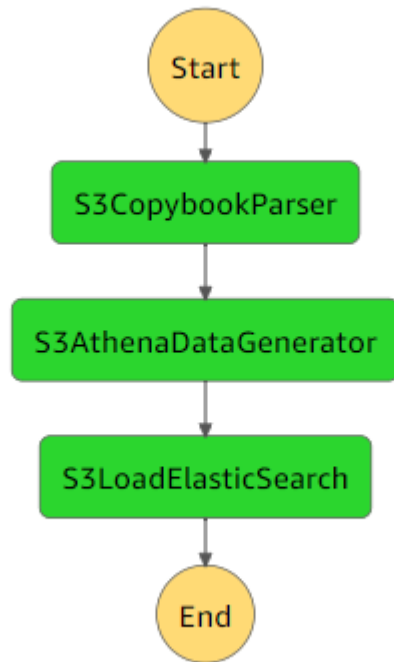 Start
S3CopybookParser
S3AthenaDataGenerator
S3LoadElasticSearch
End